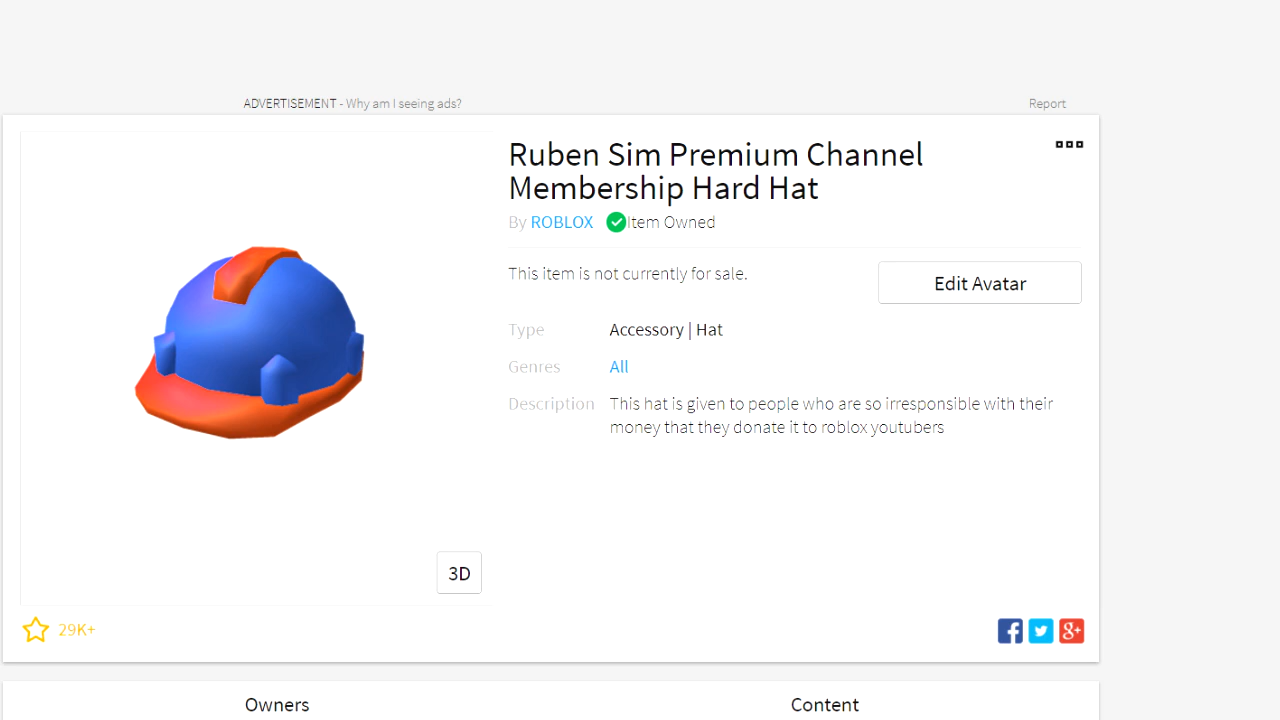 ADVERTISEMENT - Why am I seeing ads?
Report
Ruben Sim Premium Channel
Membership Hard Hat
By ROBLOX Item Owned
This item is not currently for sale.
Edit Avatar
Type Accessory | Hat
Genres All
Description This hat is given to people who are so irresponsible with their
money that they donate it to roblox youtubers
3D
29K+
f g+
Owners Content